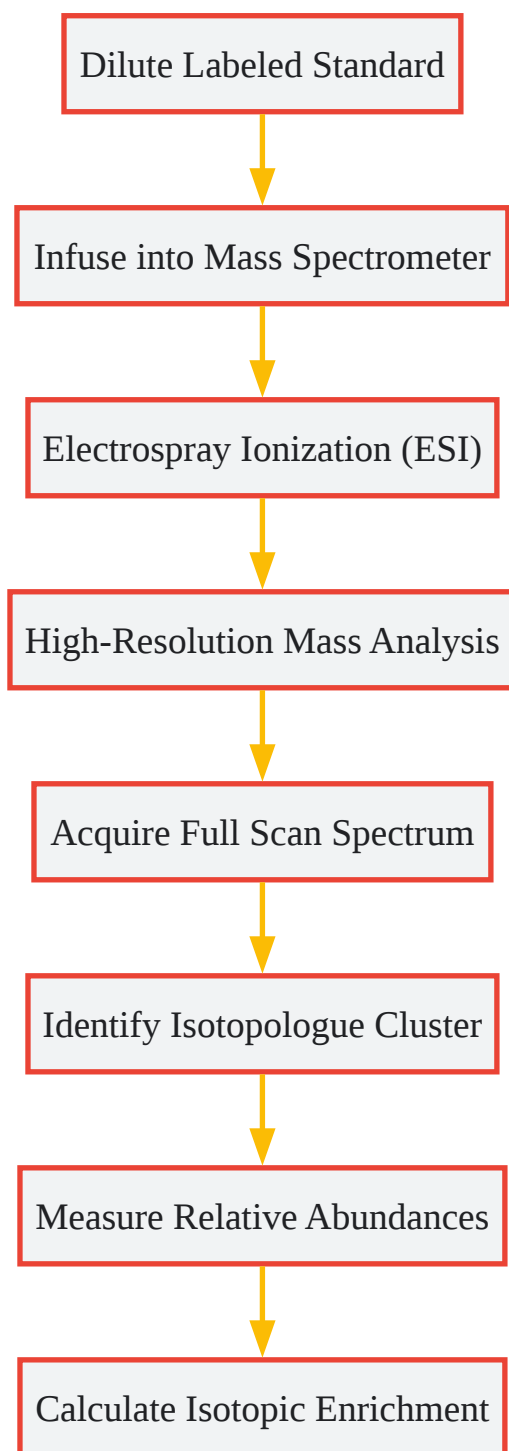 Dilute Labeled Standard
Infuse into Mass Spectrometer
Electrospray Ionization (ESI)
High-Resolution Mass Analysis
Acquire Full Scan Spectrum
Identify Isotopologue Cluster
Measure Relative Abundances
Calculate Isotopic Enrichment